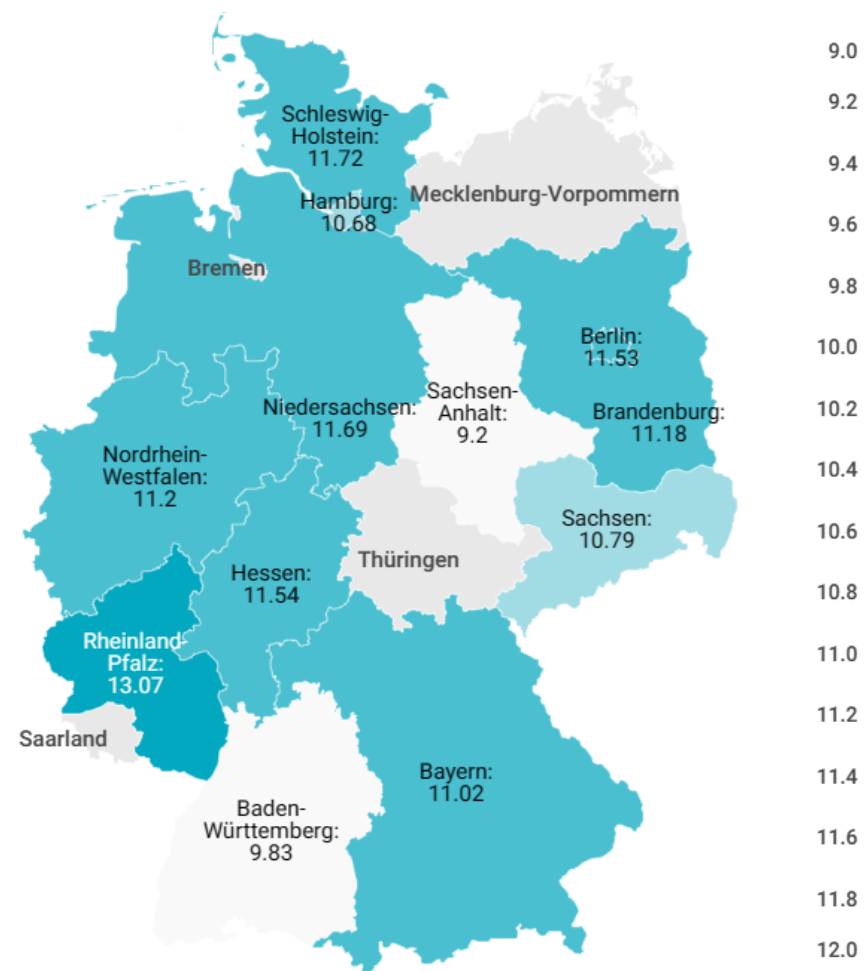 9.0
9.2
Schleswig-
Holstein:
11.72
9.4
Mecklenburg-Vorpommern
Hamburg:
10.68
9.6
Bremen
9.8
Berlin:
11.53
10.0
Sachsen-
Anhalt:
9.2
Niedersachsen:
11.69
Brandenburg:
11.18
10.2
Nordrhein-
Westfalen:
11.2
10.4
Sachsen:
10.79
10.6
Thüringen
Hessen:
11.54
10.8
Rheinland-
Pfalz:
13.07
11.0
11.2
Saarland
Bayern:
11.02
11.4
Baden-
Württemberg:
9.83
11.6
11.8
12.0